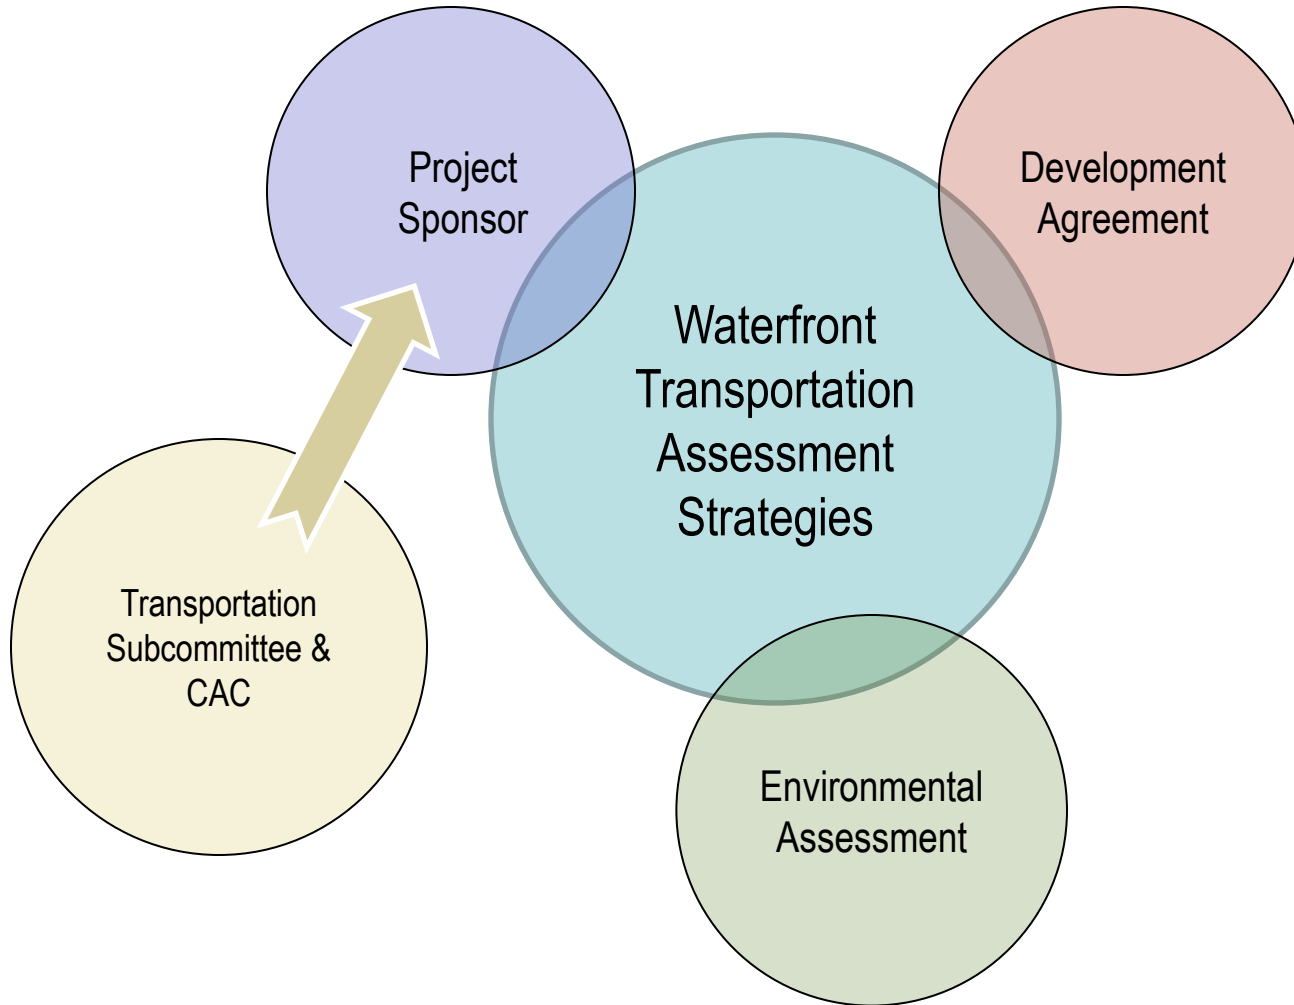 Project
Sponsor
Development
Agreement
Waterfront
Transportation
Assessment
Strategies
Transportation
Subcommittee &
CAC
Environmental
Assessment